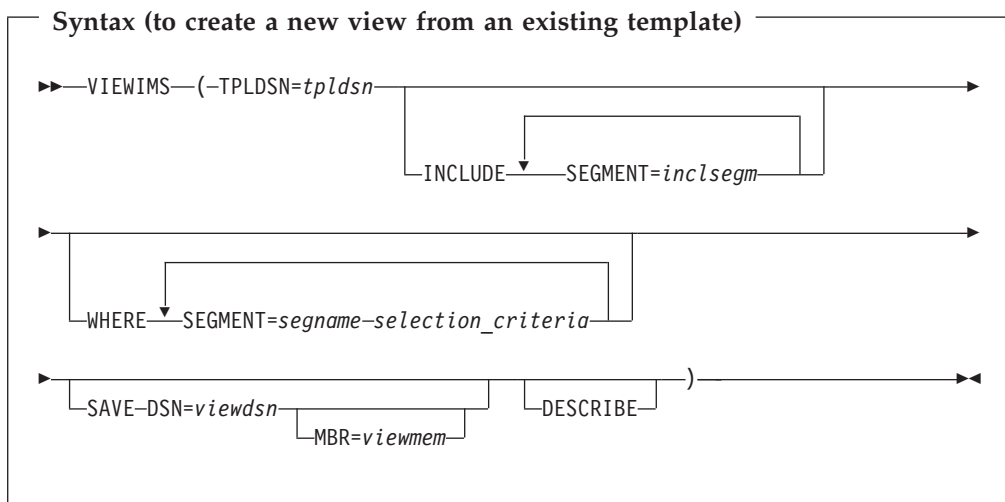 Syntax (to create a new view from an existing template)
VIEWIMS ( TPLDSN=tpldsn
INCLUDE SEGMENT=inclsegm
WHERE SEGMENT=segname selection_criteria
)
SAVE DSN=viewdsn DESCRIBE
MBR=viewmem